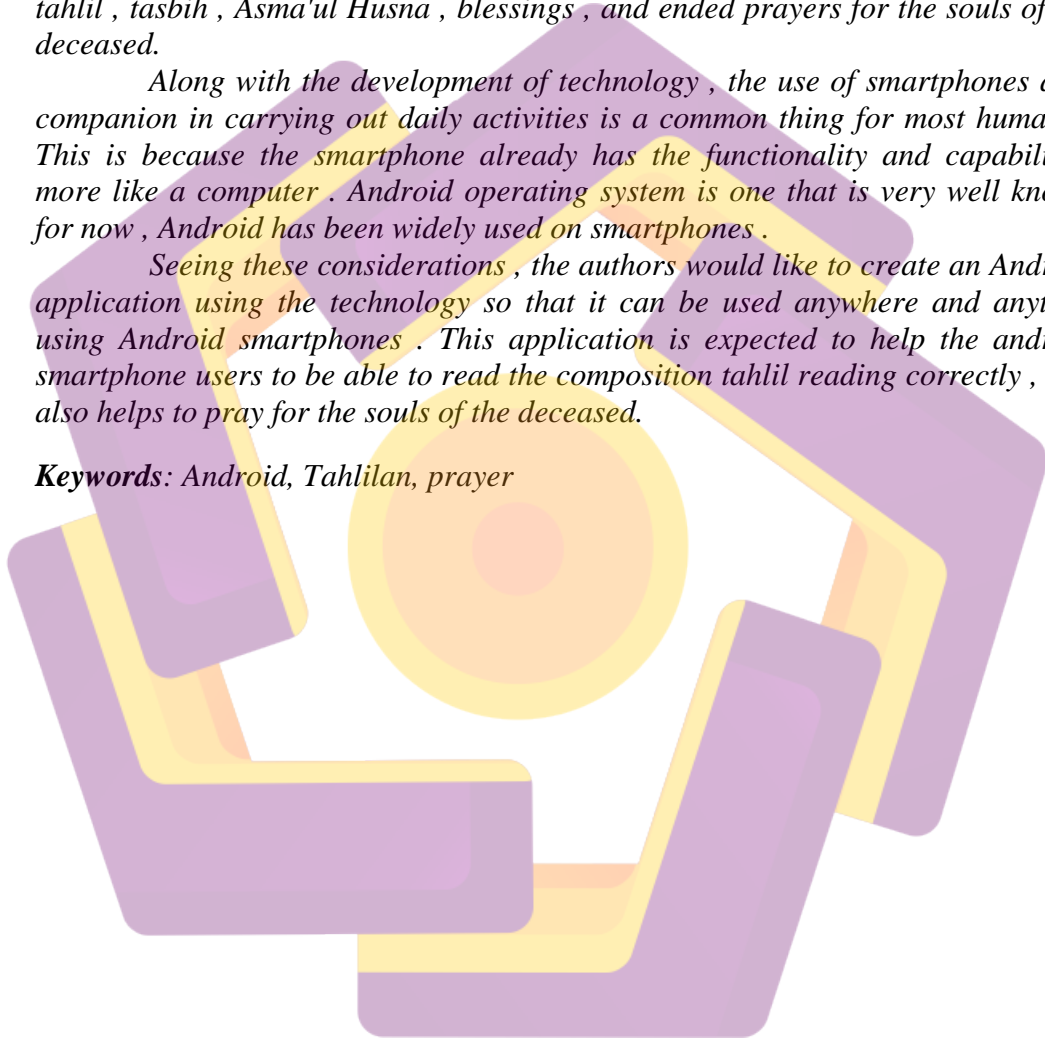 tahlil , tasbih , Asma'ul Husna , blessings , and ended prayers for the souls of
deceased.
Along with the development of technology , the use of smartphones
companion in carrying out daily activities is a common thing for most
This is because the smartphone already has the functionality and
more like a computer . Android operating system is one that is very well
for now , Android has been widely used on smartphones .
Seeing these considerations , the authors would like to create an
application using the technology so that it can be used anywhere and
using Android smartphones . This application is expected to help the
smartphone users to be able to read the composition tahlil reading correctly ,
also helps to pray for the souls of the deceased.
Keywords: Android, Tahlilan, prayer